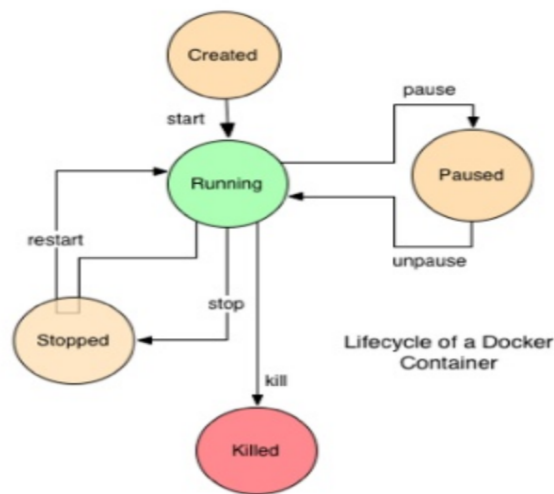 Created
start
pause
Running
Paused
restart
unpause
stop
Stopped
Lifecycle of a Docker
Container
kill
Killed